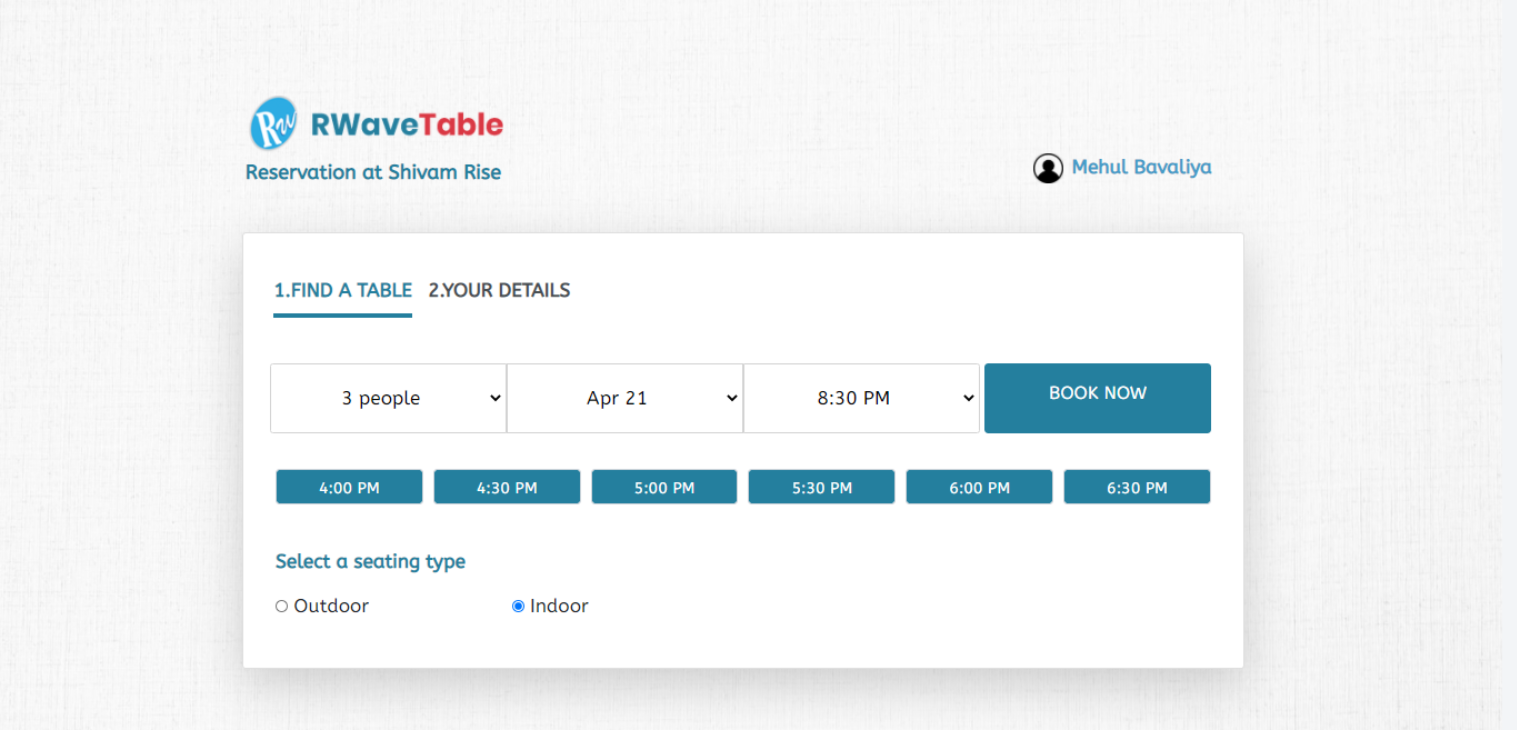 Rw RWaveTable
Reservation at Shivam Rise
Mehul Bavaliya
1.FIND A TABLE 2.YOUR DETAILS
3 people Apr 21 8:30 PM BOOK NOW
4:00 PM 4:30 PM 5:00 PM 5:30 PM 6:00 PM 6:30 PM
Select a seating type
Outdoor Indoor